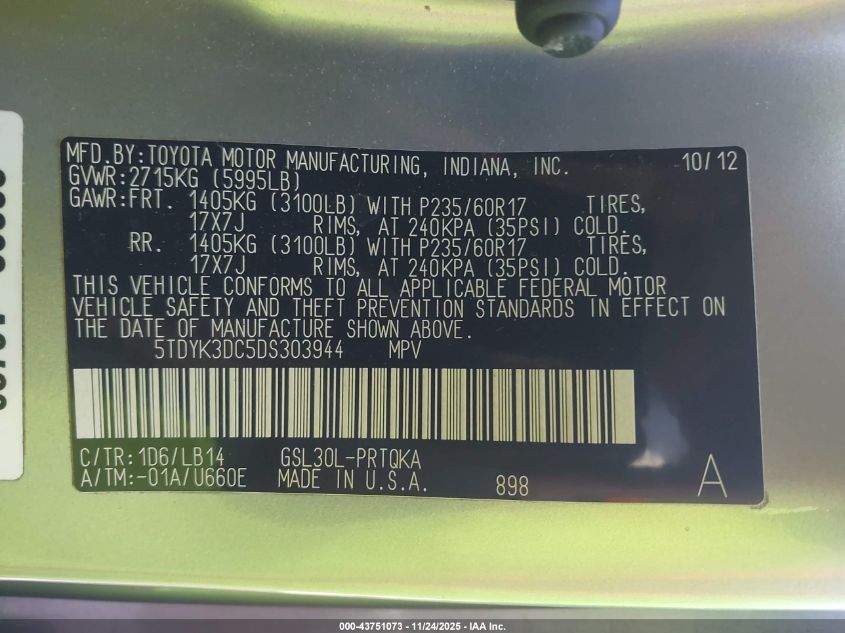 MFD.BY:TOYOTA MOTOR MANUFACTURING, INDIANA, INC. 10/12
GVWR:2715KG (5995LB)
GAWR:FRT. 1405KG (3100LB) WITH P235/60R17 TIRES,
17X7J RIMS, AT 240KPA (35PSI) COLD.
RR. 1405KG (3100LB) WITH P235/60R17 TIRES,
17X7J RIMS, AT 240KPA (35PSI) COLD.
THIS VEHICLE CONFORMS TO ALL APPLICABLE FEDERAL MOTOR
VEHICLE SAFETY AND THEFT PREVENTION STANDARDS IN EFFECT ON
THE DATE OF MANUFACTURE SHOWN ABOVE.
5TDYK3DC5DS303944 MPV
C/TR:1D6/LB14 GSL30L-PRTQKA
A/TM:-01A/U660E MADE IN U.S.A. 898 A
000-43751073 - 11/24/2025 - IAA Inc.